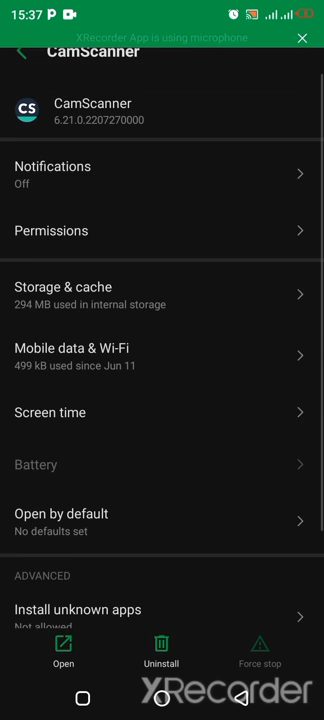 15:37
XRecorder App is using microphone
CamScanner
CS
CamScanner
6.21.0.2207270000
Notifications
Off
Permissions
Storage & cache
294 MB used in internal storage
Mobile data & Wi-Fi
499 kB used since Jun 11
Screen time
Battery
Open by default
No defaults set
ADVANCED
Install unknown apps
Not allowed
Open
Uninstall
Force stop
XRecorder